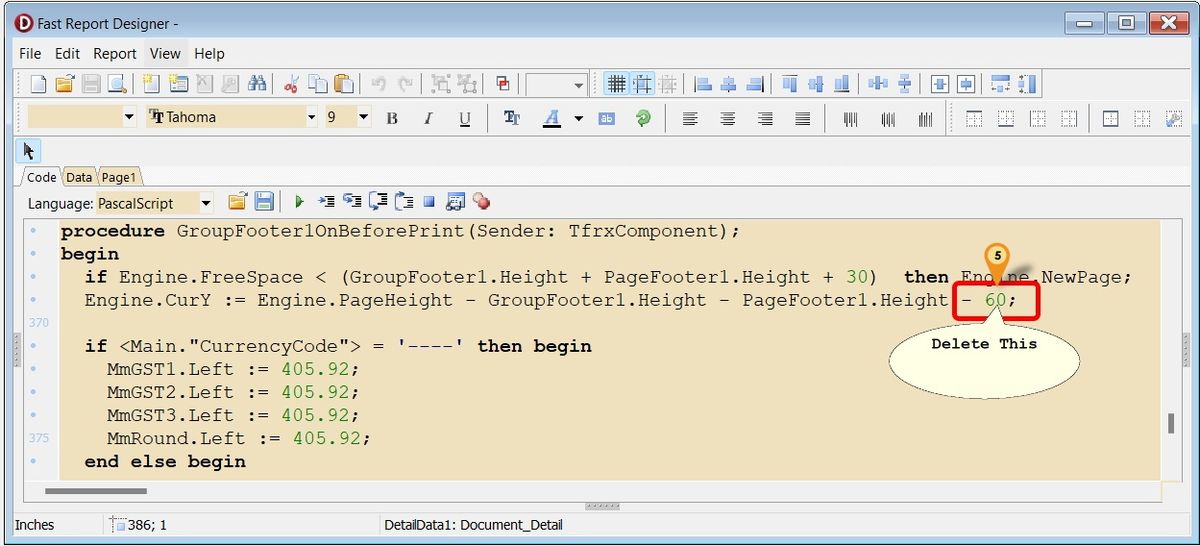 Fast Report Designer -
File Edit Report View Help
Tahoma 9 B I U
Code Data Page1
Language: PascalScript
procedure GroupFooter1OnBeforePrint(Sender: TfrxComponent);
begin
if Engine.FreeSpace < (GroupFooter1.Height + PageFooter1.Height + 30) then Engine.NewPage;
5
Engine.CurY := Engine.PageHeight - GroupFooter1.Height - PageFooter1.Height - 60;
370
Delete This
if <Main."CurrencyCode"> = '----' then begin
MmGST1.Left := 405.92;
MmGST2.Left := 405.92;
MmGST3.Left := 405.92;
375 MmRound.Left := 405.92;
end else begin
Inches 386; 1 DetailData1: Document_Detail